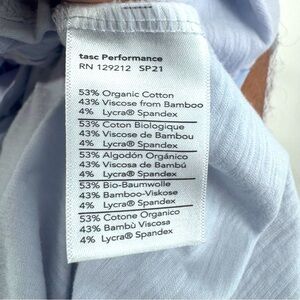 tasc Performance
RN 129212 SP21
53% Organic Cotton
43% Viscose from Bamboo
4% Lycra® Spandex
53% Coton Biologique
43% Viscose de Bambou
4% Lycra® Spandex
53% Algodón Orgánico
43% Viscosa de Bambú
4% Lycra® Spandex
53% Bio-Baumwolle
43% Bamboo-Viskose
4% Lycra® Spandex
53% Cotone Organico
43% Bambù Viscosa
4% Lycra® Spandex